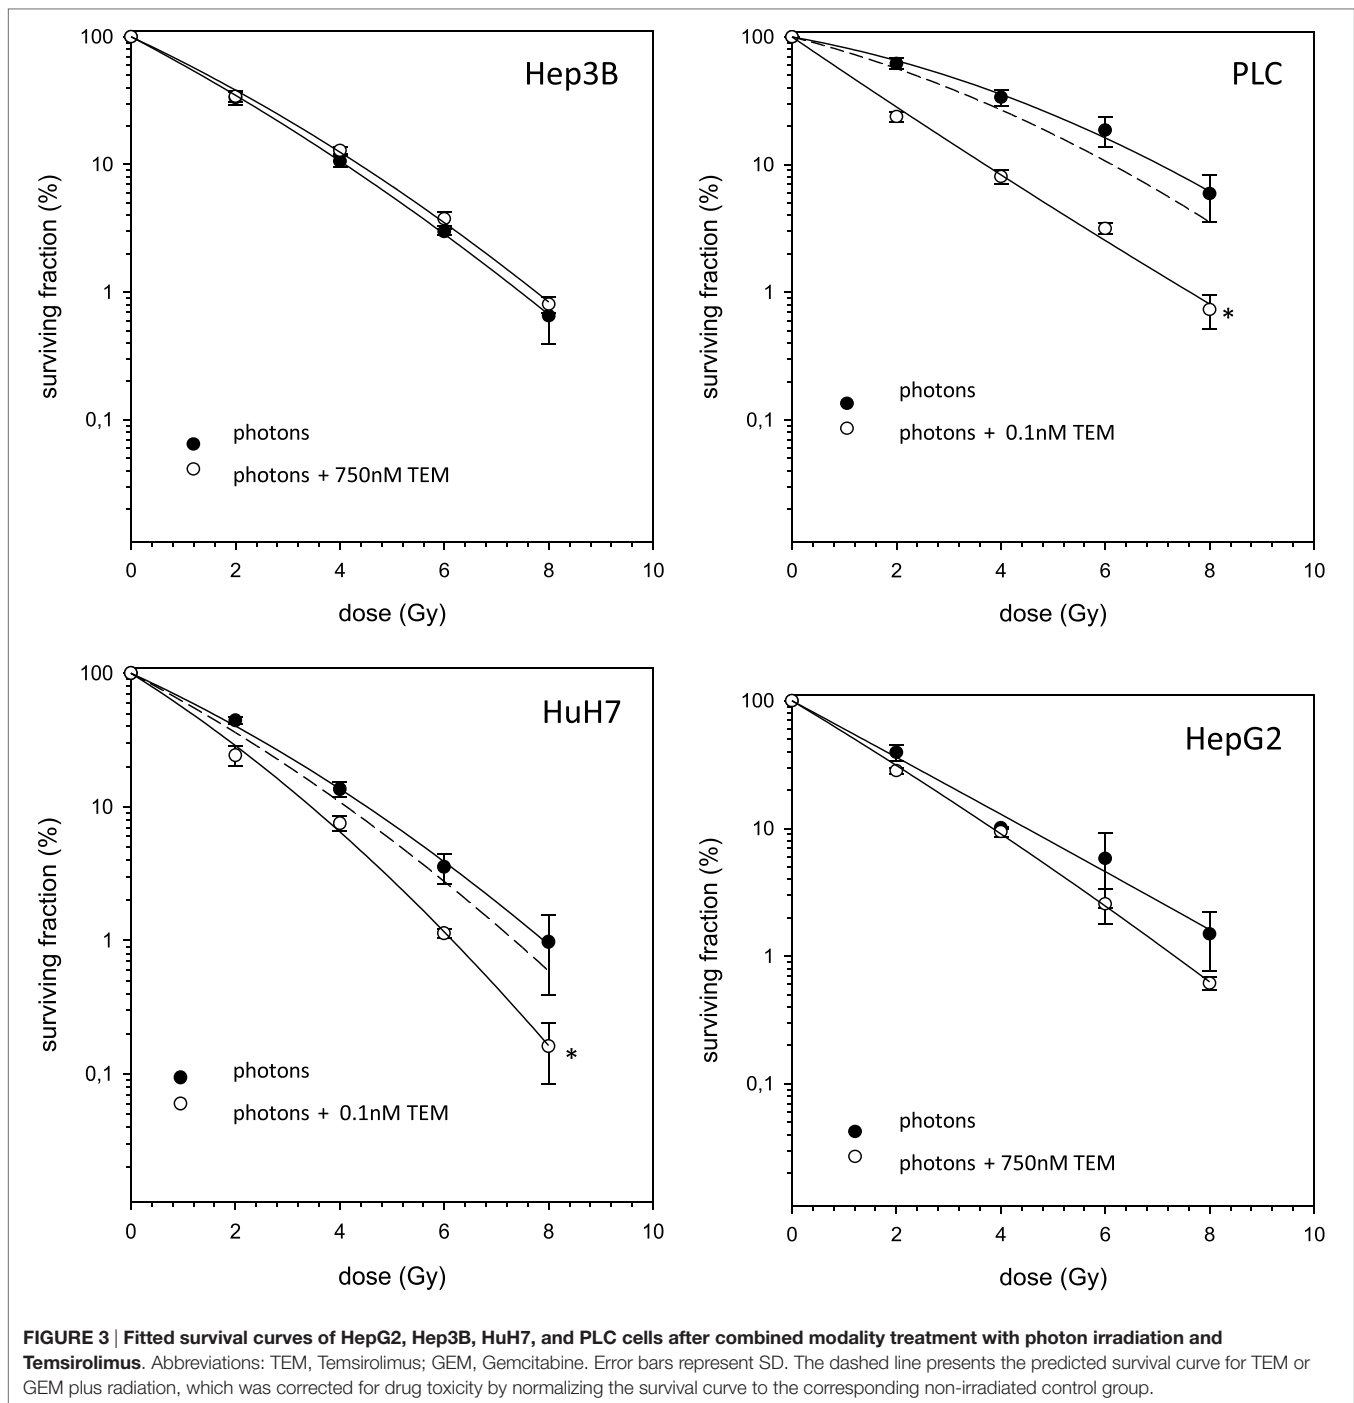 Hep3B
100
10
1
0,1
surviving fraction (%)
photons
photons + 750nM TEM
0 2 4 6 8 10
dose (Gy)
PLC
100
10
1
0,1
surviving fraction (%)
*
photons
photons + 0.1nM TEM
0 2 4 6 8 10
dose (Gy)
HuH7
100
10
1
0,1
surviving fraction (%)
*
photons
photons + 0.1nM TEM
0 2 4 6 8 10
dose (Gy)
HepG2
100
10
1
0,1
surviving fraction (%)
photons
photons + 750nM TEM
0 2 4 6 8 10
dose (Gy)
FIGURE 3 | Fitted survival curves of HepG2, Hep3B, HuH7, and PLC cells after combined modality treatment with photon irradiation and
Temsirolimus. Abbreviations: TEM, Temsirolimus; GEM, Gemcitabine. Error bars represent SD. The dashed line presents the predicted survival curve for TEM or
GEM plus radiation, which was corrected for drug toxicity by normalizing the survival curve to the corresponding non-irradiated control group.